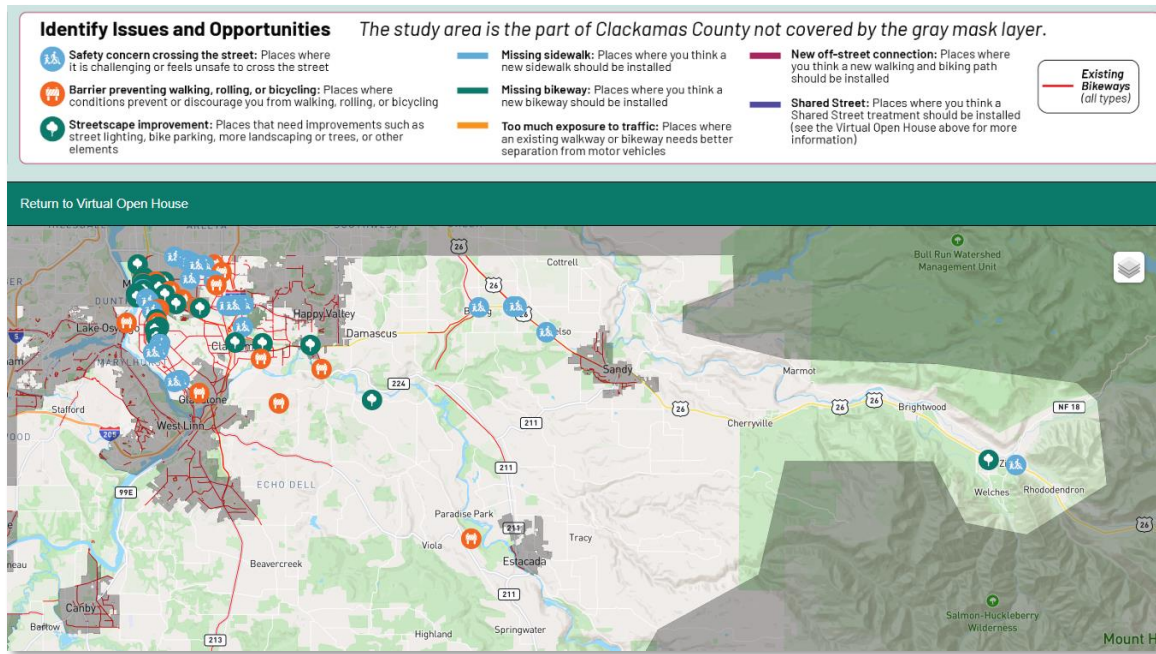 Identify Issues and Opportunities
The study area is the part of Clackamas County not covered by the gray mask layer.
Safety concern crossing the street: Places where
it is challenging or feels unsafe to cross the street
Barrier preventing walking, rolling, or bicycling: Places where
conditions prevent or discourage you from walking, rolling, or bicycling
Streetscape improvement: Places that need Improvements such as
street lighting, bike parking, more landscaping or trees, or other
elements
Missing sidewalk: Places where you think a
new sidewalk should be installed
Missing bikeway: Places where you think a
new bikeway should be installed
Too much exposure to traffic: Places where
an existing walkway or bikeway needs better
separation from motor vehicles
New off-street connection: Places where
you think a new walking and biking path
should be installed
Shared Street: Places where you think a
Shared Street treatment should be installed
(see the Virtual Open House above for more
information)
Existing
Bikeways
(all types)
Return to Virtual Open House
26
Cottrell
Bull Run Watershed
Management Unit
26
26
Happy Valley
Damascus
5
Sandy
Marmot
224
Stafford
West Linn
205
211
26
Cherryville
26
26
Brightwood
NF 18
Welches
Rhododendron
26
99E
ECHO DELL
211
Paradise Park
211
Viola
Tracy
Estacada
Beavercreek
211
Canby
Barlow
213
Highland
Springwater
Salmon-Huckleberry
Wilderness
Mount H